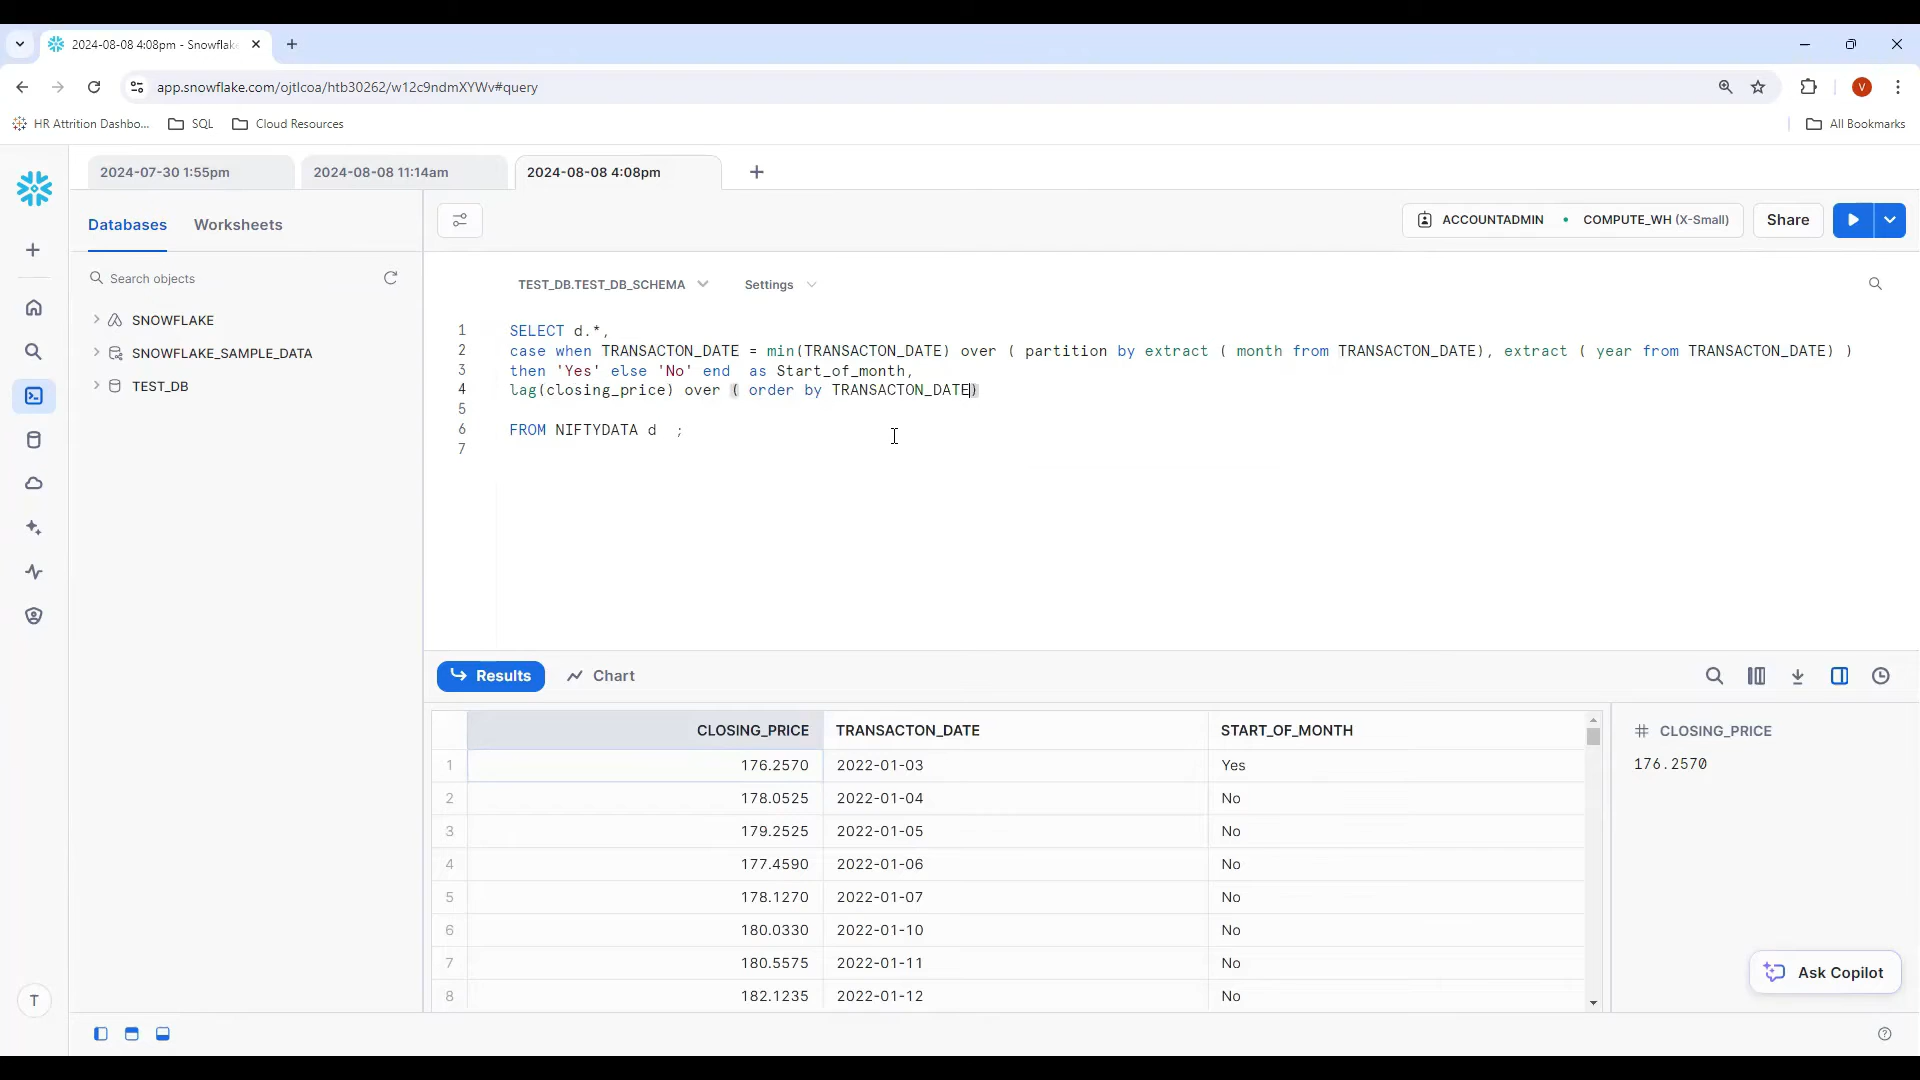 2024-08-08 4:08pm - Snowflak
app.snowflake.com/ojtlcoa/htb30262/w12c9ndmXYWv#query
V
HR Attrition Dashbo...
SQL
Cloud Resources
All Bookmarks
2024-07-30 1:55pm
2024-08-08 11:14am
2024-08-08 4:08pm
Databases
Worksheets
ACCOUNTADMIN
COMPUTE_WH (X-Small)
Share
Search objects
SNOWFLAKE
SNOWFLAKE_SAMPLE_DATA
TEST_DB
TEST_DB.TEST_DB_SCHEMA
Settings
1 SELECT d.*,
2 case when TRANSACTON_DATE = min(TRANSACTON_DATE) over ( partition by extract ( month from TRANSACTON_DATE), extract ( year from TRANSACTON_DATE) )
3 then 'Yes' else 'No' end  as Start_of_month,
4 lag(closing_price) over ( order by TRANSACTON_DATE)
5
6 FROM NIFTYDATA d  ;
7
Results
Chart
CLOSING_PRICE TRANSACTON_DATE START_OF_MONTH
1 176.2570 2022-01-03 Yes
2 178.0525 2022-01-04 No
3 179.2525 2022-01-05 No
4 177.4590 2022-01-06 No
5 178.1270 2022-01-07 No
6 180.0330 2022-01-10 No
7 180.5575 2022-01-11 No
8 182.1235 2022-01-12 No
# CLOSING_PRICE
176.2570
Ask Copilot
T